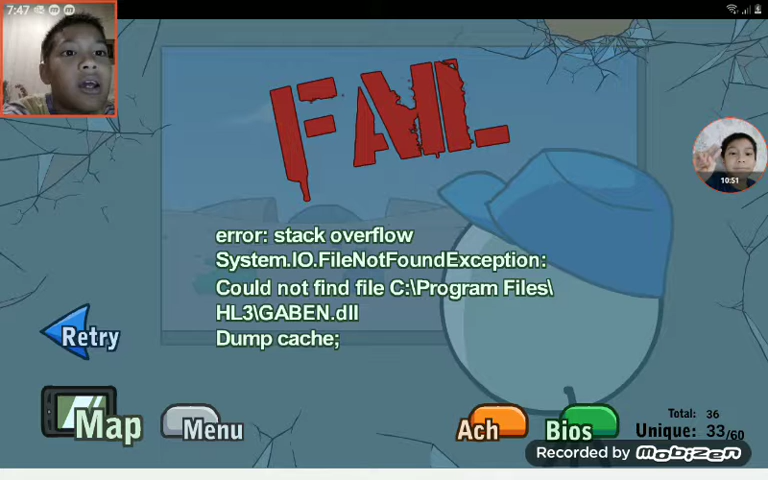 7:47
FAIL
10:51
error: stack overflow
System.IO.FileNotFoundException:
Could not find file C:\Program Files\
HL3\GABEN.dll
Dump cache;
Retry
Map
Menu
Ach
Bios
Total: 36
Unique: 33/60
Recorded by mobizen